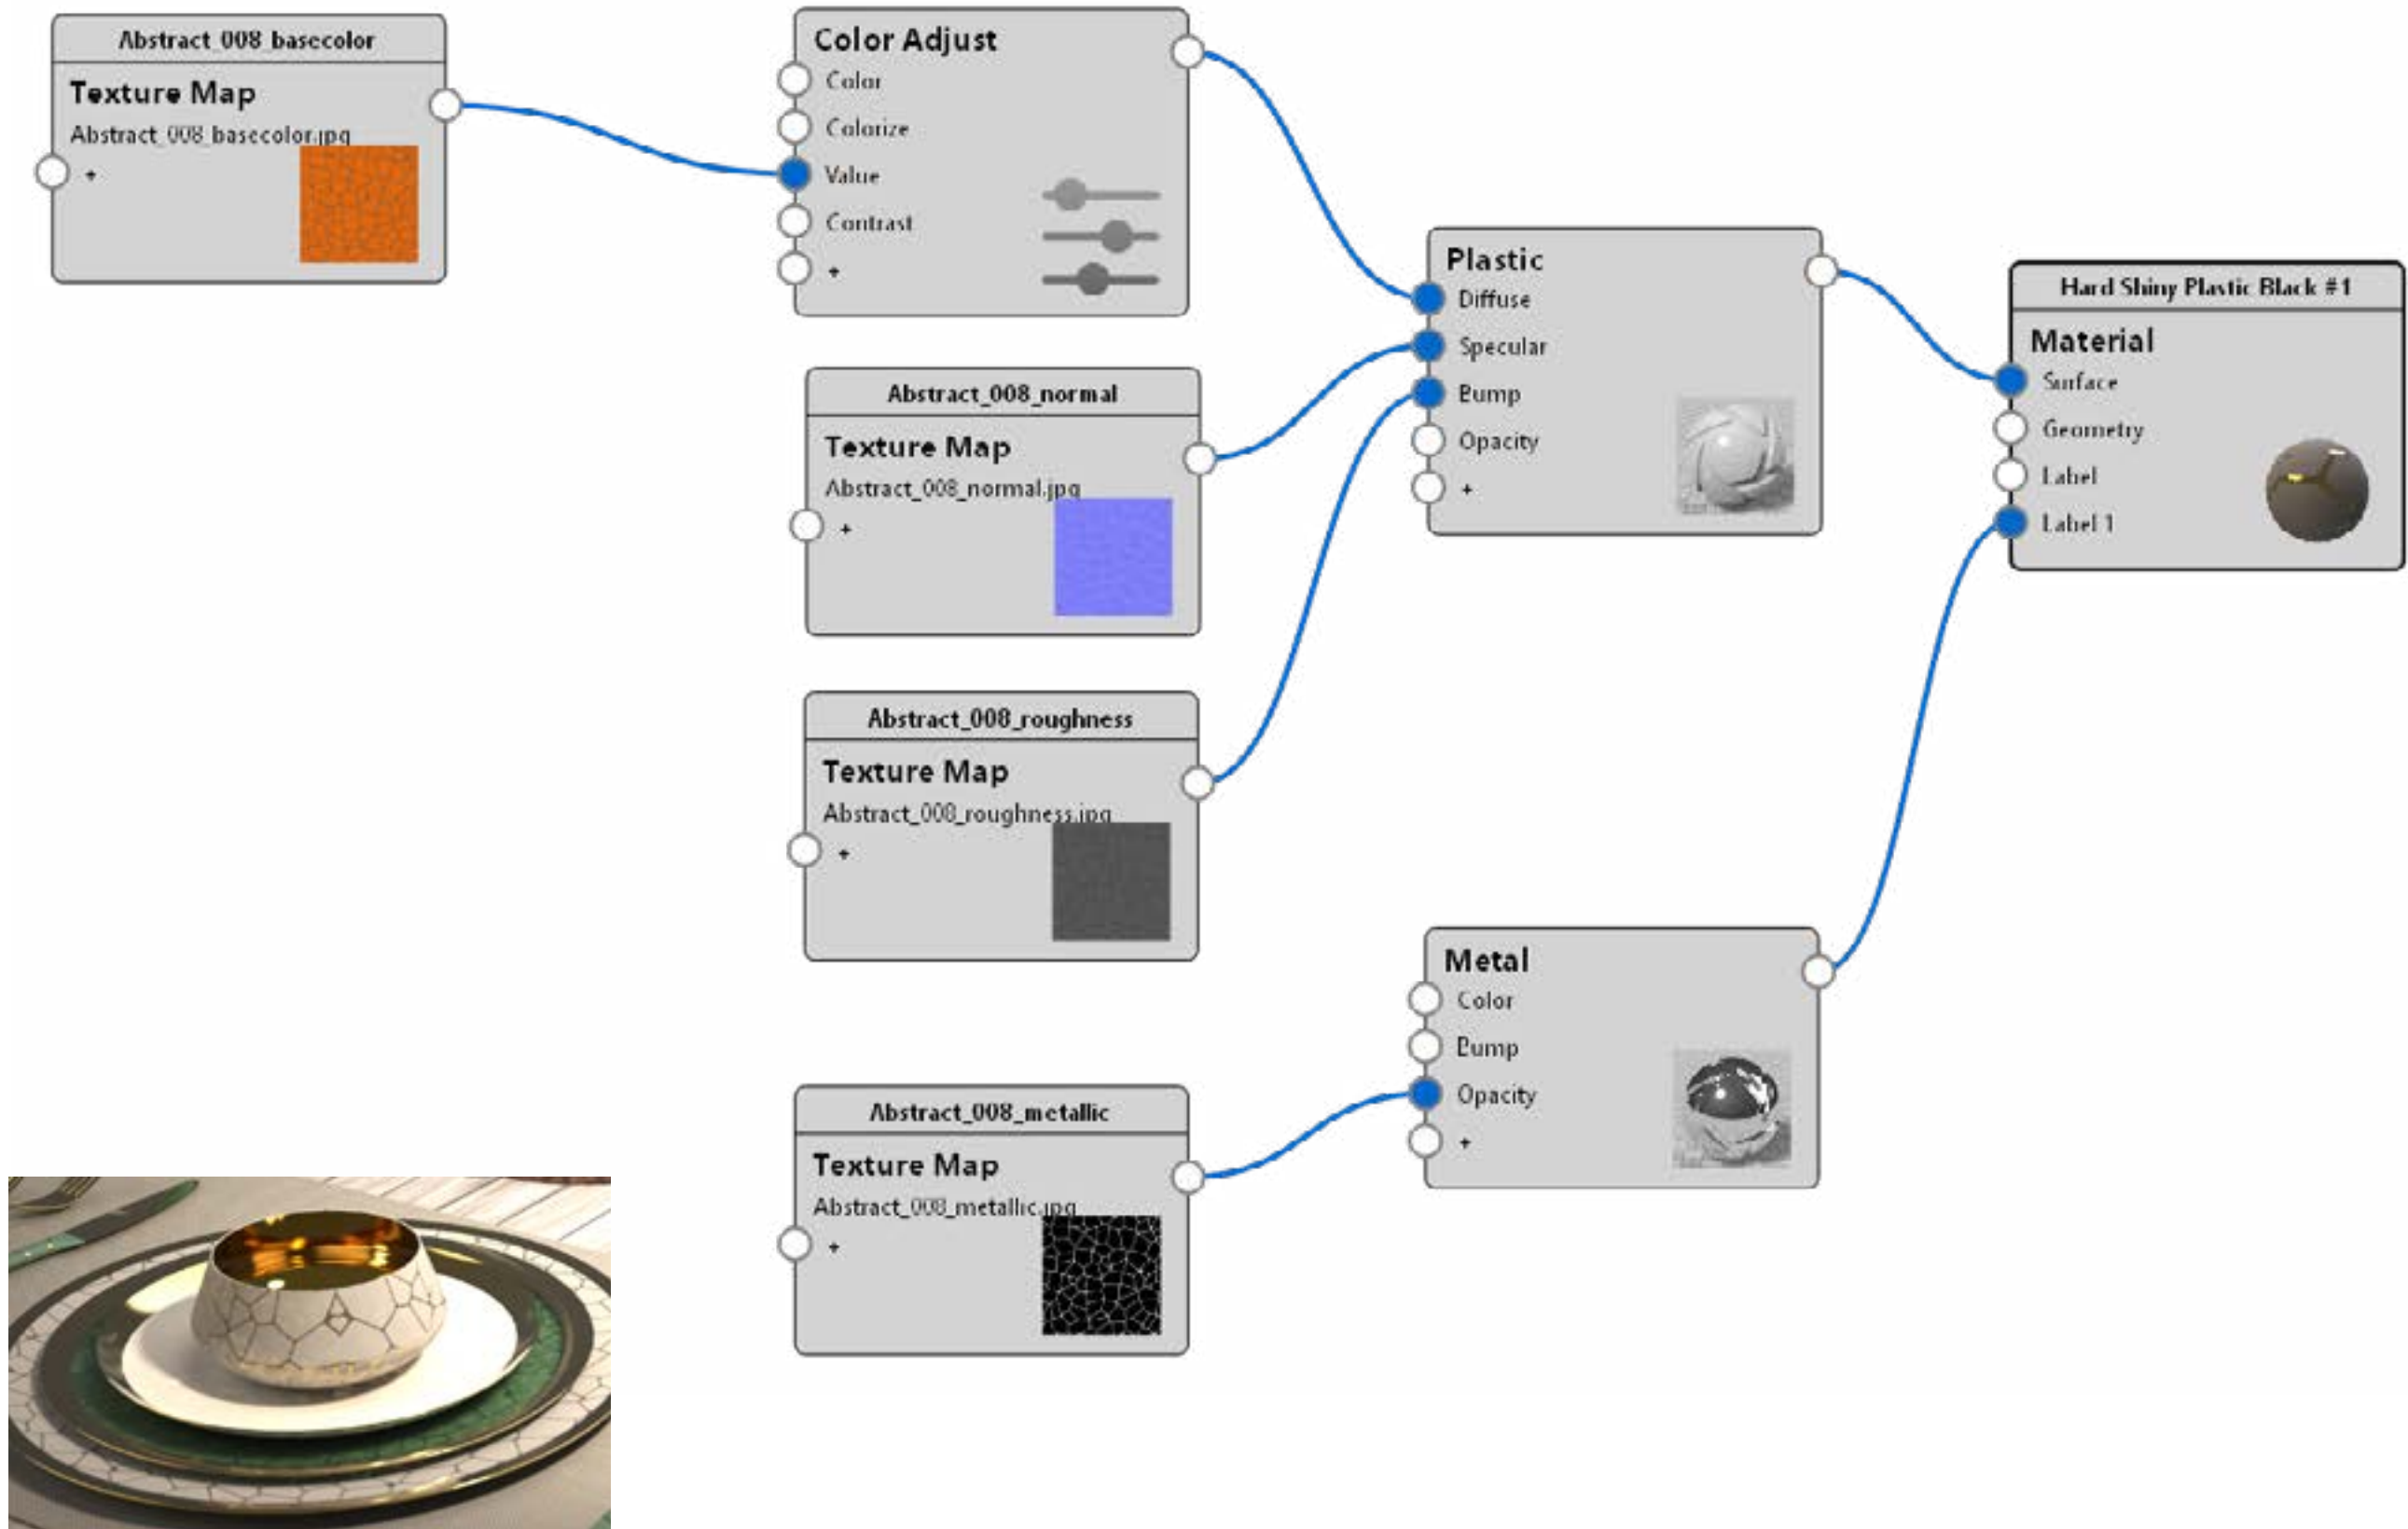 Abstract_008_basecolor
Texture Map
Abstract_008_basecolor.jpg
+
Color Adjust
Color
Colorize
Value
Contrast
+
Abstract_008_normal
Texture Map
Abstract_008_normal.jpg
+
Abstract_008_roughness
Texture Map
Abstract_008_roughness.jpg
+
Abstract_008_metallic
Texture Map
Abstract_008_metallic.jpg
+
Plastic
Diffuse
Specular
Bump
Opacity
+
Metal
Color
Bump
Opacity
+
Hard Shiny Plastic Black #1
Material
Surface
Geometry
Label
Label 1